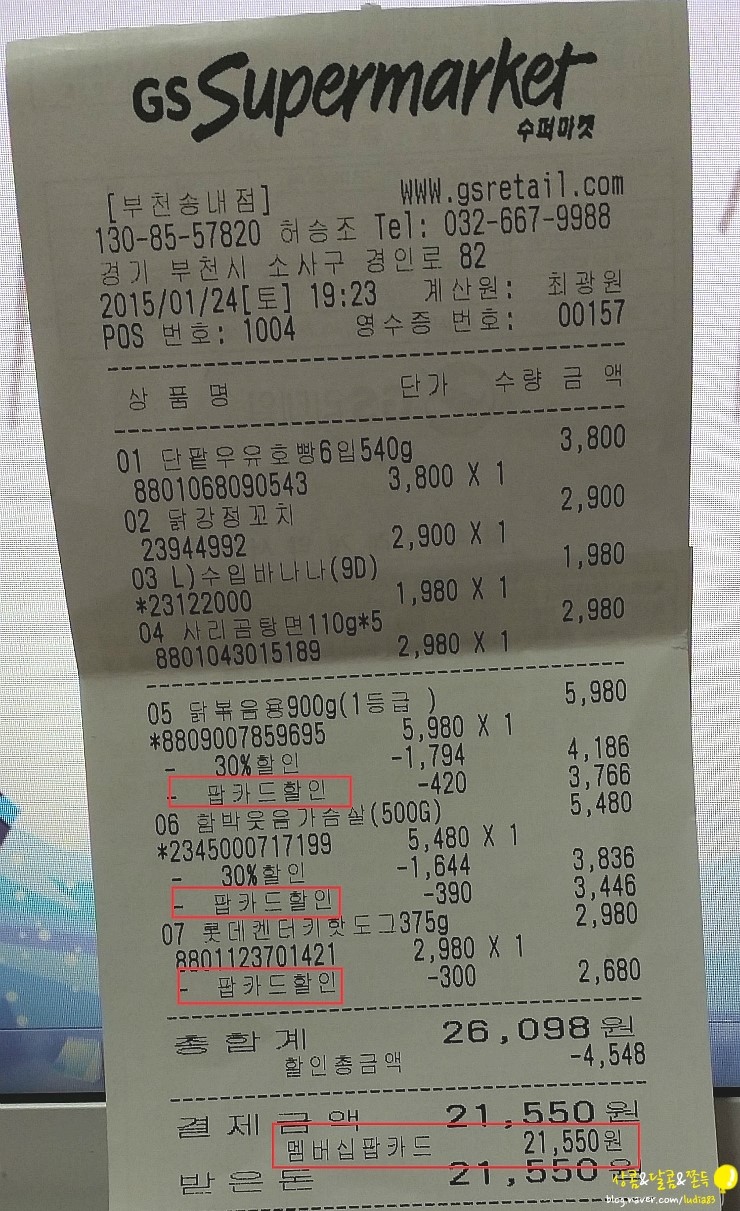 GS Supermarket
수퍼마켓
[부천송내점] WWW.gsretail.com
130-85-57820 허승조 Tel: 032-667-9988
경기 부천시 소사구 경인로 82
2015/01/24[토] 19:23 계산원: 최광원
POS 번호: 1004 영수증 번호: 00157
상 품 명 단가 수량 금 액
01 단팥우유호빵6입540g 3,800
8801068090543 3,800 X 1
02 닭강정꼬치 2,900
23944992 2,900 X 1
03 L)수입바나나(9D) 1,980
*23122000 1,980 X 1
04 사리곰탕면110g*5 2,980
8801043015189 2,980 X 1
05 닭볶음용900g(1등급 ) 5,980
*8809007859695 5,980 X 1
- 30%할인 -1,794 4,186
- 팝카드할인 -420 3,766
06 함박웃음가슴살(500G) 5,480
*2345000717199 5,480 X 1
- 30%할인 -1,644 3,836
- 팝카드할인 -390 3,446
07 롯데켄터키핫도그375g 2,980
8801123701421 2,980 X 1
- 팝카드할인 -300 2,680
총 합 계 26,098 원
할인총금액 -4,548
결 제 금 액 21,550 원
멤버십팝카드 21,550원
받 은 돈 21,550 원
상콤&달콤&쫀득
blog.naver.com/ludia83